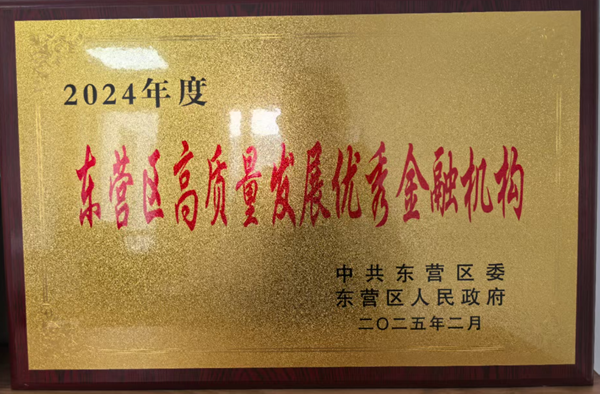 2024年度
东营区高质量发展优秀金融机构
中共东营区委
东营区人民政府
二〇二五年二月